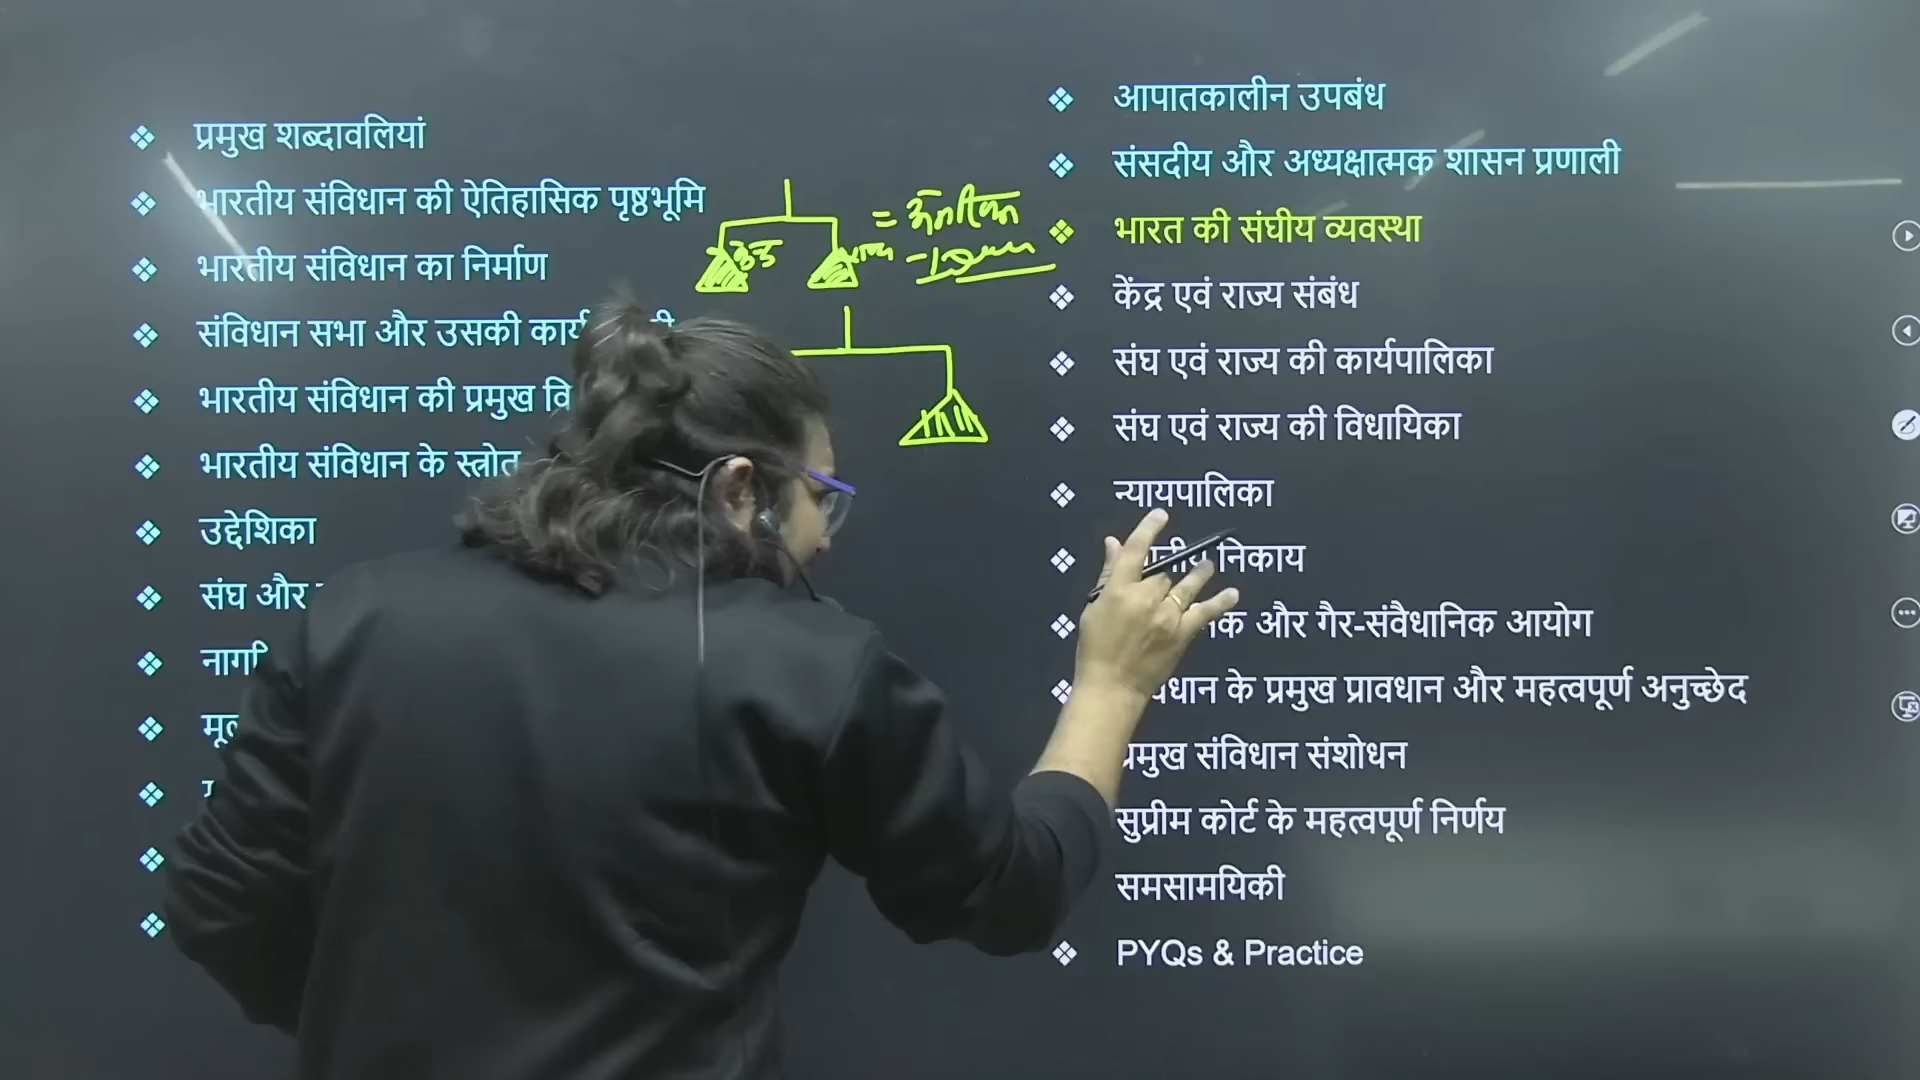 प्रमुख शब्दावलियां
भारतीय संविधान की ऐतिहासिक पृष्ठभूमि
भारतीय संविधान का निर्माण
संविधान सभा और उसकी
भारतीय संविधान की प्रमुख
भारतीय संविधान के स्त्रोत
उद्देशिका
संघ और
आपातकालीन उपबंध
संसदीय और अध्यक्षात्मक शासन प्रणाली
भारत की संघीय व्यवस्था
केंद्र एवं राज्य संबंध
संघ एवं राज्य की कार्यपालिका
संघ एवं राज्य की विधायिका
न्यायपालिका
निकाय
और गैर-संवैधानिक आयोग
के प्रमुख प्रावधान और महत्वपूर्ण अनुच्छेद
प्रमुख संविधान संशोधन
सुप्रीम कोर्ट के महत्वपूर्ण निर्णय
समसामयिकी
PYQs & Practice